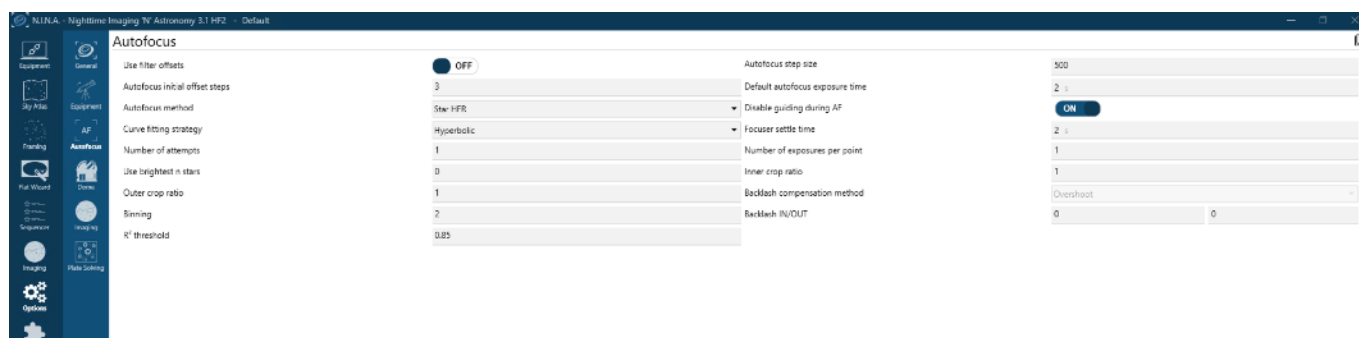 N.I.N.A. - Nighttime Imaging 'N' Astronomy 3.1 HF2 - Default
Equipment
Sky Atlas
Framing
Flat Wizard
Sequencer
Imaging
Options
General
Equipment
AF
Autofocus
Dome
Imaging
Plate Solving
Autofocus
Use filter offsets OFF Autofocus step size 500
Autofocus initial offset steps 3 Default autofocus exposure time 2 s
Autofocus method Star HFR Disable guiding during AF ON
Curve fitting strategy Hyperbolic Focuser settle time 2 s
Number of attempts 1 Number of exposures per point 1
Use brightest n stars 0 Inner crop ratio 1
Outer crop ratio 1 Backlash compensation method Overshoot
Binning 2 Backlash IN/OUT 0 0
R² threshold 0.85